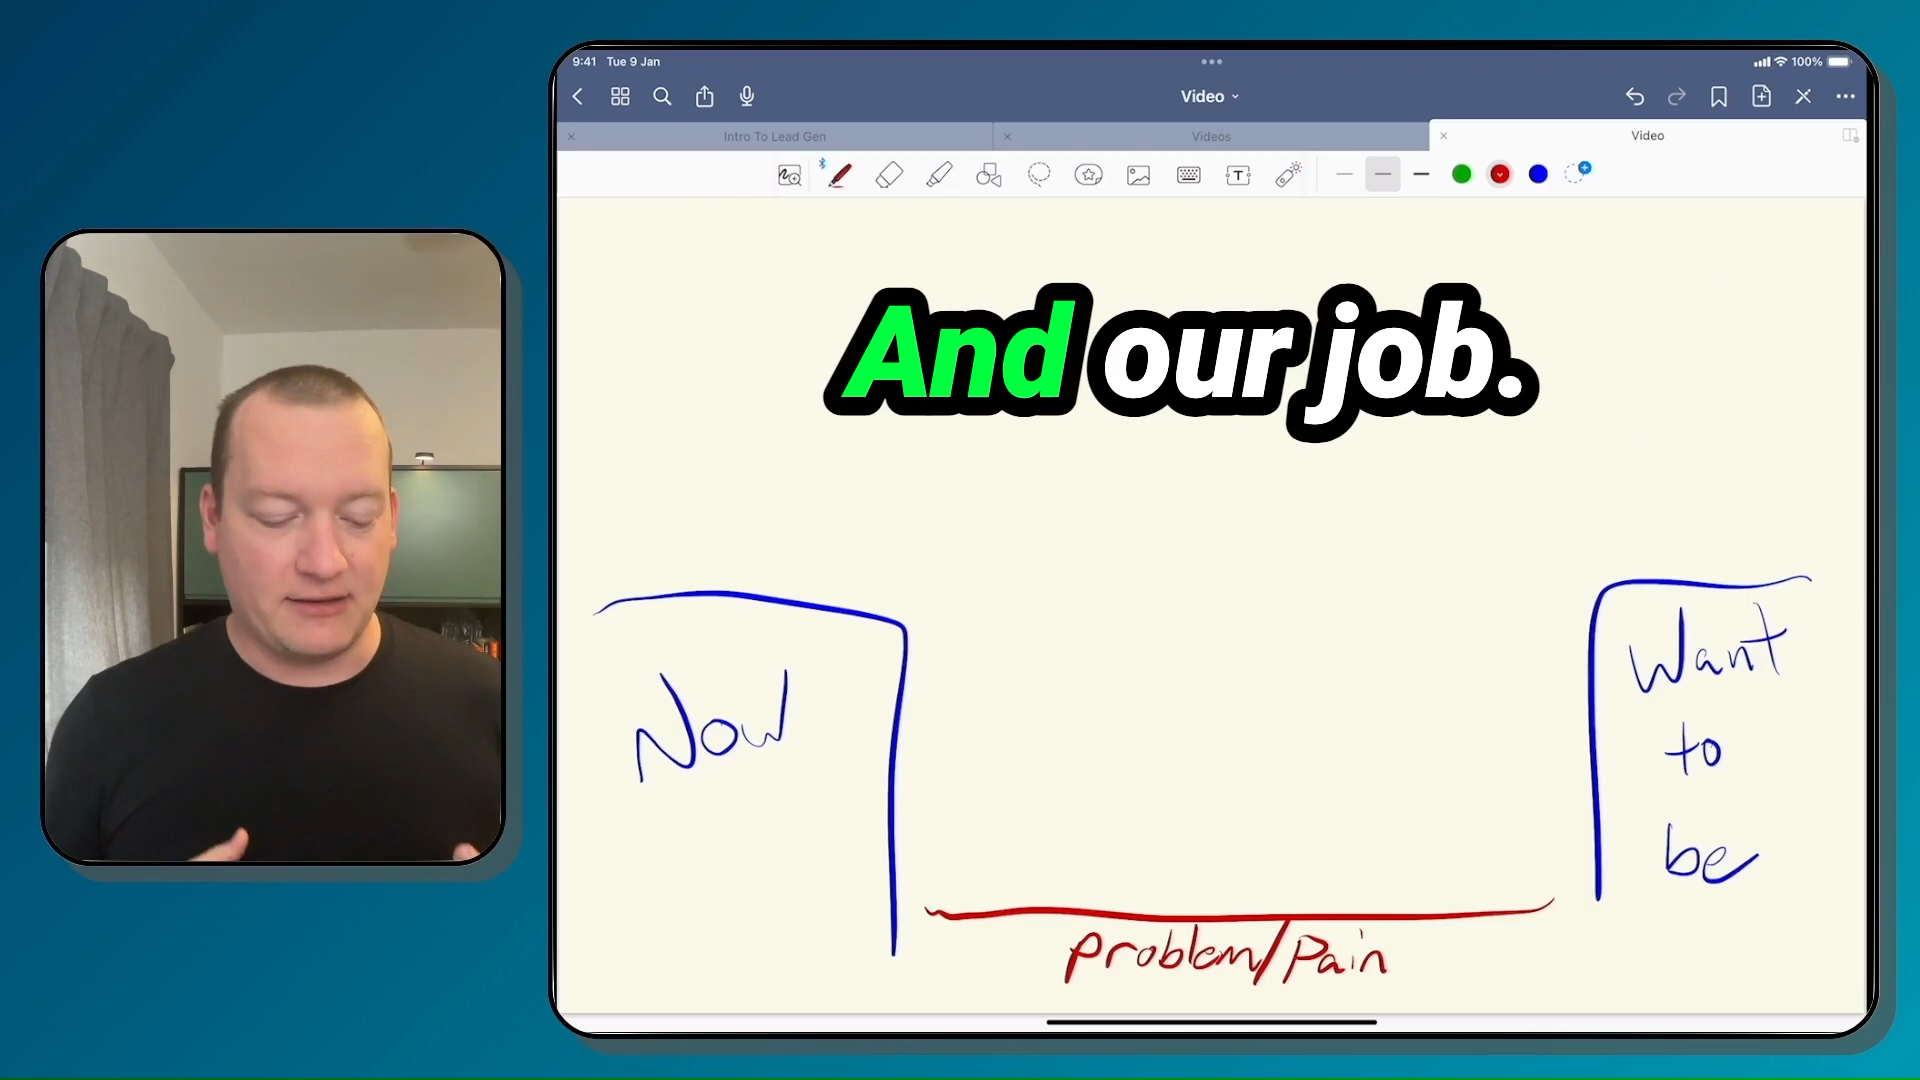 9:41 Tue 9 Jan
100%
Video
Intro To Lead Gen
Videos
Video
T
And our job.
Now
Want
to
be
Problem/Pain